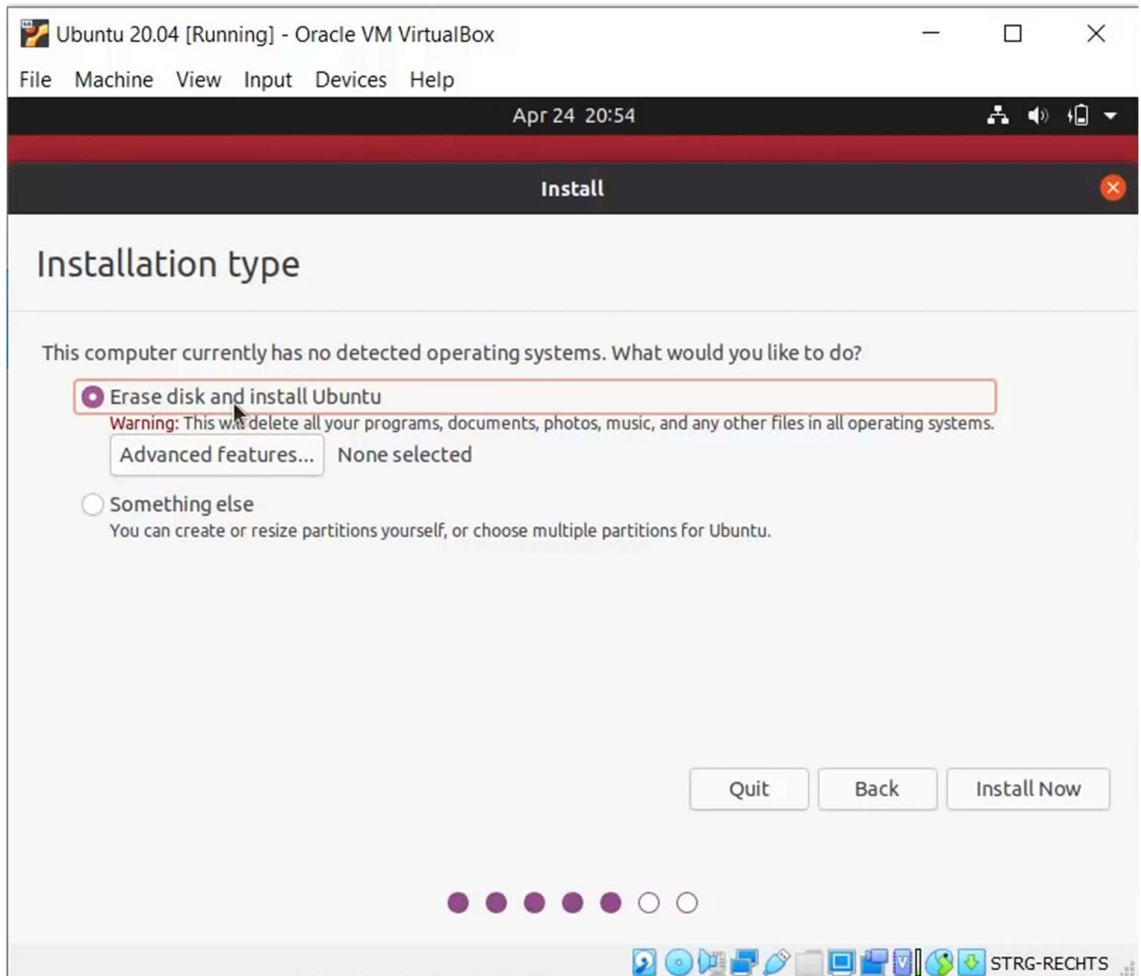 Ubuntu 20.04 [Running] - Oracle VM VirtualBox
File Machine View Input Devices Help
Apr 24 20:54
Install
Installation type
This computer currently has no detected operating systems. What would you like to do?
Erase disk and install Ubuntu
Warning: This will delete all your programs, documents, photos, music, and any other files in all operating systems.
Advanced features... None selected
Something else
You can create or resize partitions yourself, or choose multiple partitions for Ubuntu.
Quit Back Install Now
STRG-RECHTS